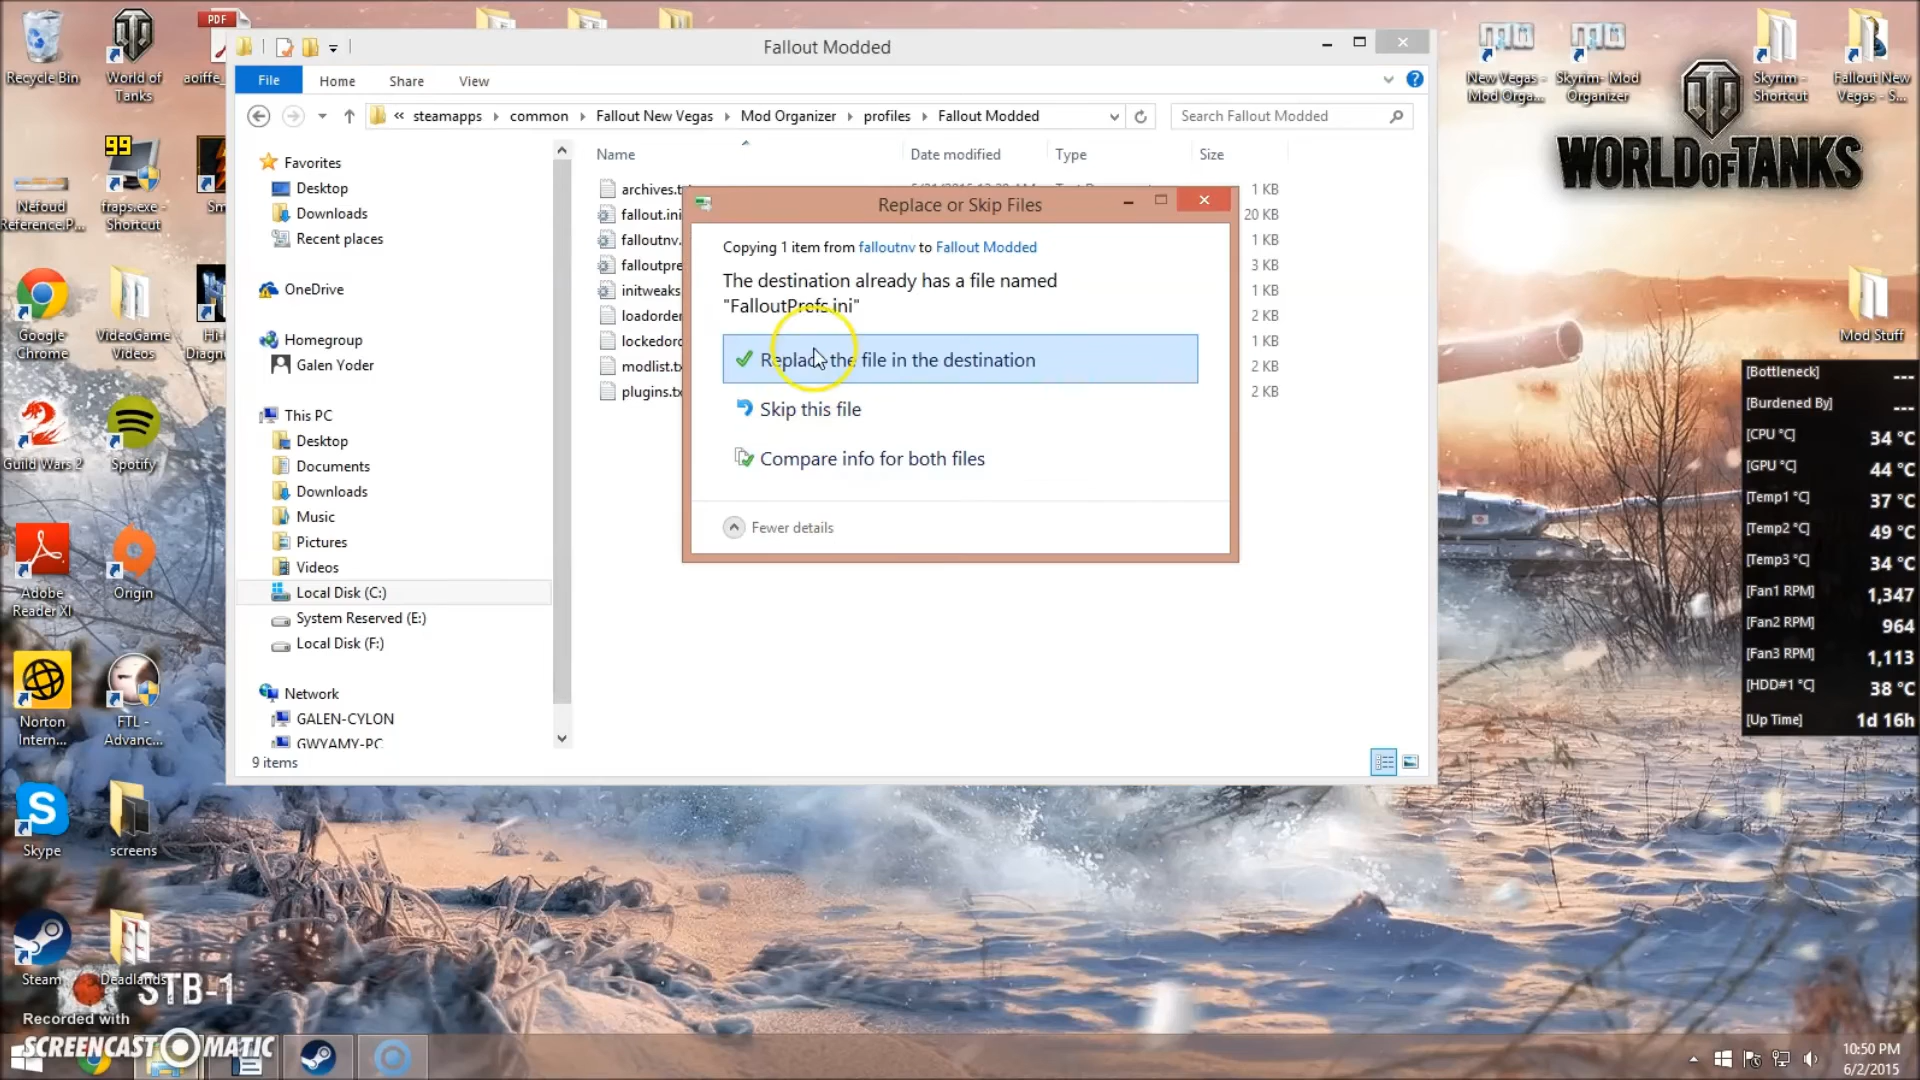 Recycle Bin
World of
Tanks
PDF
aoiffe_
Fallout Modded
File
Home
Share
View
« steamapps
common
Fallout New Vegas
Mod Organizer
profiles
Fallout Modded
Search Fallout Modded
Favorites
Desktop
Downloads
Recent places
OneDrive
Homegroup
Galen Yoder
This PC
Desktop
Documents
Downloads
Music
Pictures
Videos
Local Disk (C:)
System Reserved (E:)
Local Disk (F:)
Network
GALEN-CYLON
GWYAMY-PC
9 items
Name
Date modified
Type
Size
archives.t
1 KB
fallout.ini
20 KB
falloutnv.
1 KB
falloutpre
3 KB
initweaks
1 KB
loadorder
2 KB
lockedord
1 KB
modlist.tx
2 KB
plugins.tx
2 KB
Replace or Skip Files
Copying 1 item from falloutnv to Fallout Modded
The destination already has a file named
"FalloutPrefs.ini"
Replace the file in the destination
Skip this file
Compare info for both files
Fewer details
Nefoud
Reference.P...
99
fraps.exe -
Shortcut
Sm
Google
Chrome
VideoGame
Videos
Hi-
Diagn
Guild Wars 2
Spotify
Adobe
Reader XI
Origin
Norton
Intern...
FTL -
Advanc...
Skype
screens
Steam
Deadlands
STB-1
Recorded with
SCREENCAST MATIC
New Vegas -
Mod Orga...
Skyrim- Mod
Organizer
Skyrim -
Shortcut
Fallout New
Vegas - S...
WORLD OF TANKS
Mod Stuff
[Bottleneck] ---
[Burdened By] ---
[CPU °C] 34 °C
[GPU °C] 44 °C
[Temp1 °C] 37 °C
[Temp2 °C] 49 °C
[Temp3 °C] 34 °C
[Fan1 RPM] 1,347
[Fan2 RPM] 964
[Fan3 RPM] 1,113
[HDD#1 °C] 38 °C
[Up Time] 1d 16h
10:50 PM
6/2/2015